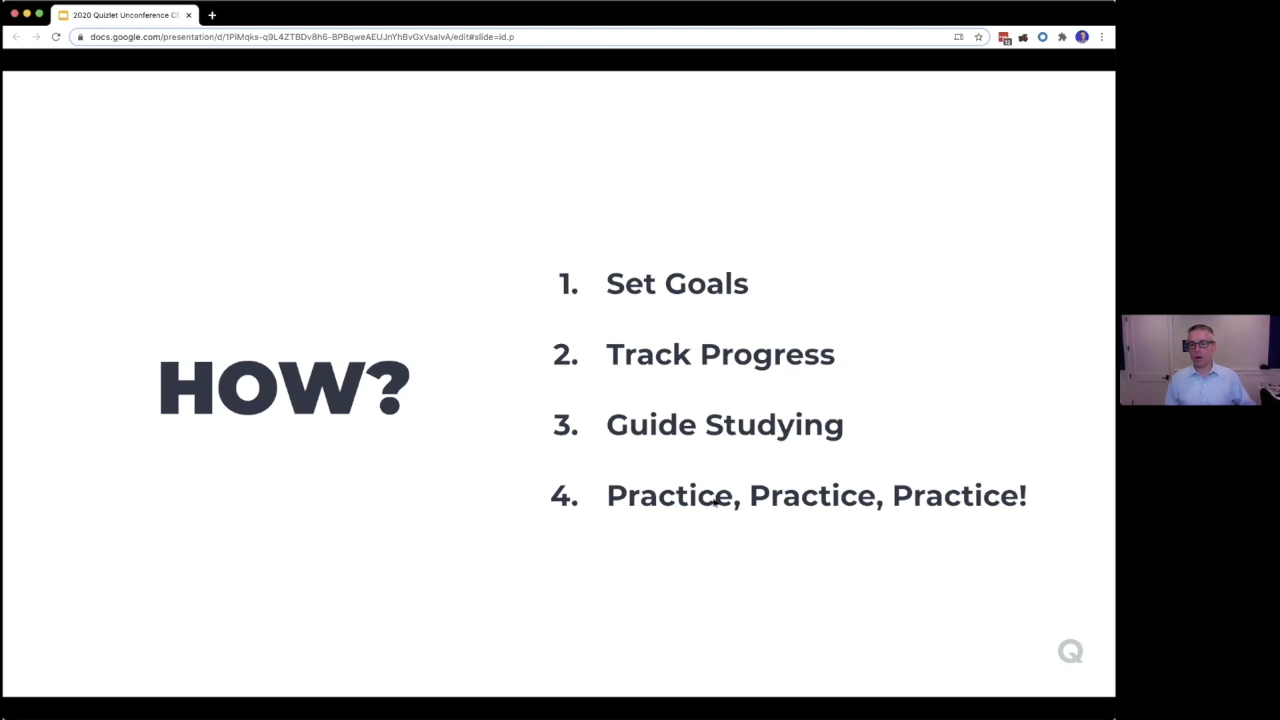 2020 Quizlet Unconference C
docs.google.com/presentation/d/1PiMqks-q9L4ZTBDv8h6-BPBqweAEUJnYhBvGxVsaIvA/edit#slide=id.p
HOW?
1. Set Goals
2. Track Progress
3. Guide Studying
4. Practice, Practice, Practice!
Q